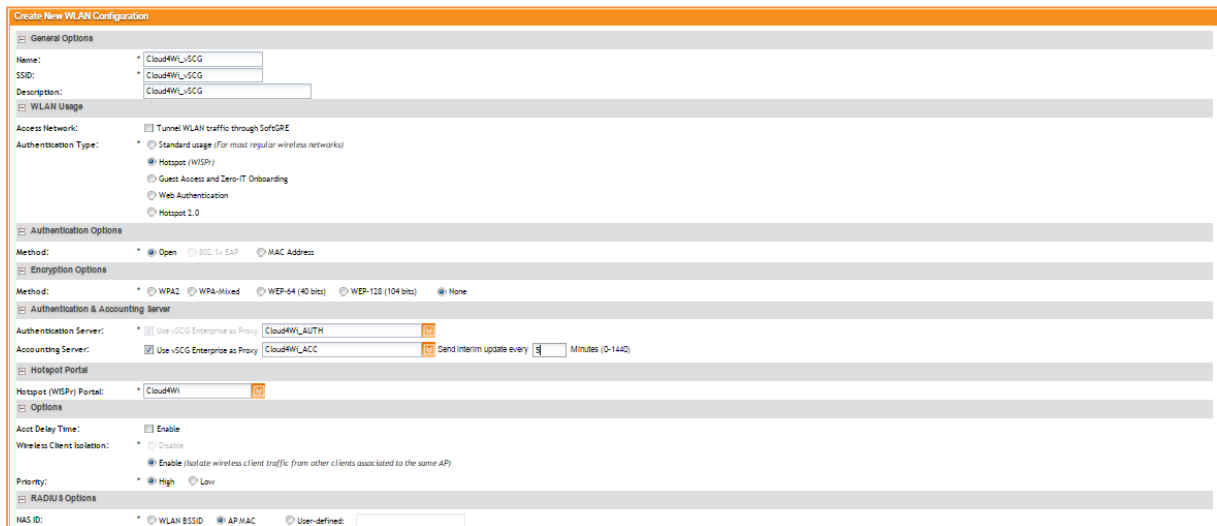 Create New WLAN Configuration
General Options
Name: * Cloud4Wi_vSCG
SSID: * Cloud4Wi_vSCG
Description: Cloud4Wi_vSCG
WLAN Usage
Access Network: Tunnel WLAN traffic through SoftGRE
Authentication Type: * Standard usage (For most regular wireless networks)
Hotspot (WISPr)
Guest Access and Zero-IT Onboarding
Web Authentication
Hotspot 2.0
Authentication Options
Method: * Open 802.1x EAP MAC Address
Encryption Options
Method: * WPA2 WPA-Mixed WEP-64 (40 bits) WEP-128 (104 bits) None
Authentication & Accounting Server
Authentication Server: * Use vSCG Enterprise as Proxy Cloud4Wi_AUTH
Accounting Server: Use vSCG Enterprise as Proxy Cloud4Wi_ACC Send interim update every 5 Minutes (0-1440)
Hotspot Portal
Hotspot (WISPr) Portal: * Cloud4Wi
Options
Acct Delay Time: Enable
Wireless Client Isolation: * Disable
Enable (Isolate wireless client traffic from other clients associated to the same AP)
Priority: * High Low
RADIUS Options
NAS ID: * WLAN BSSID AP MAC User-defined: